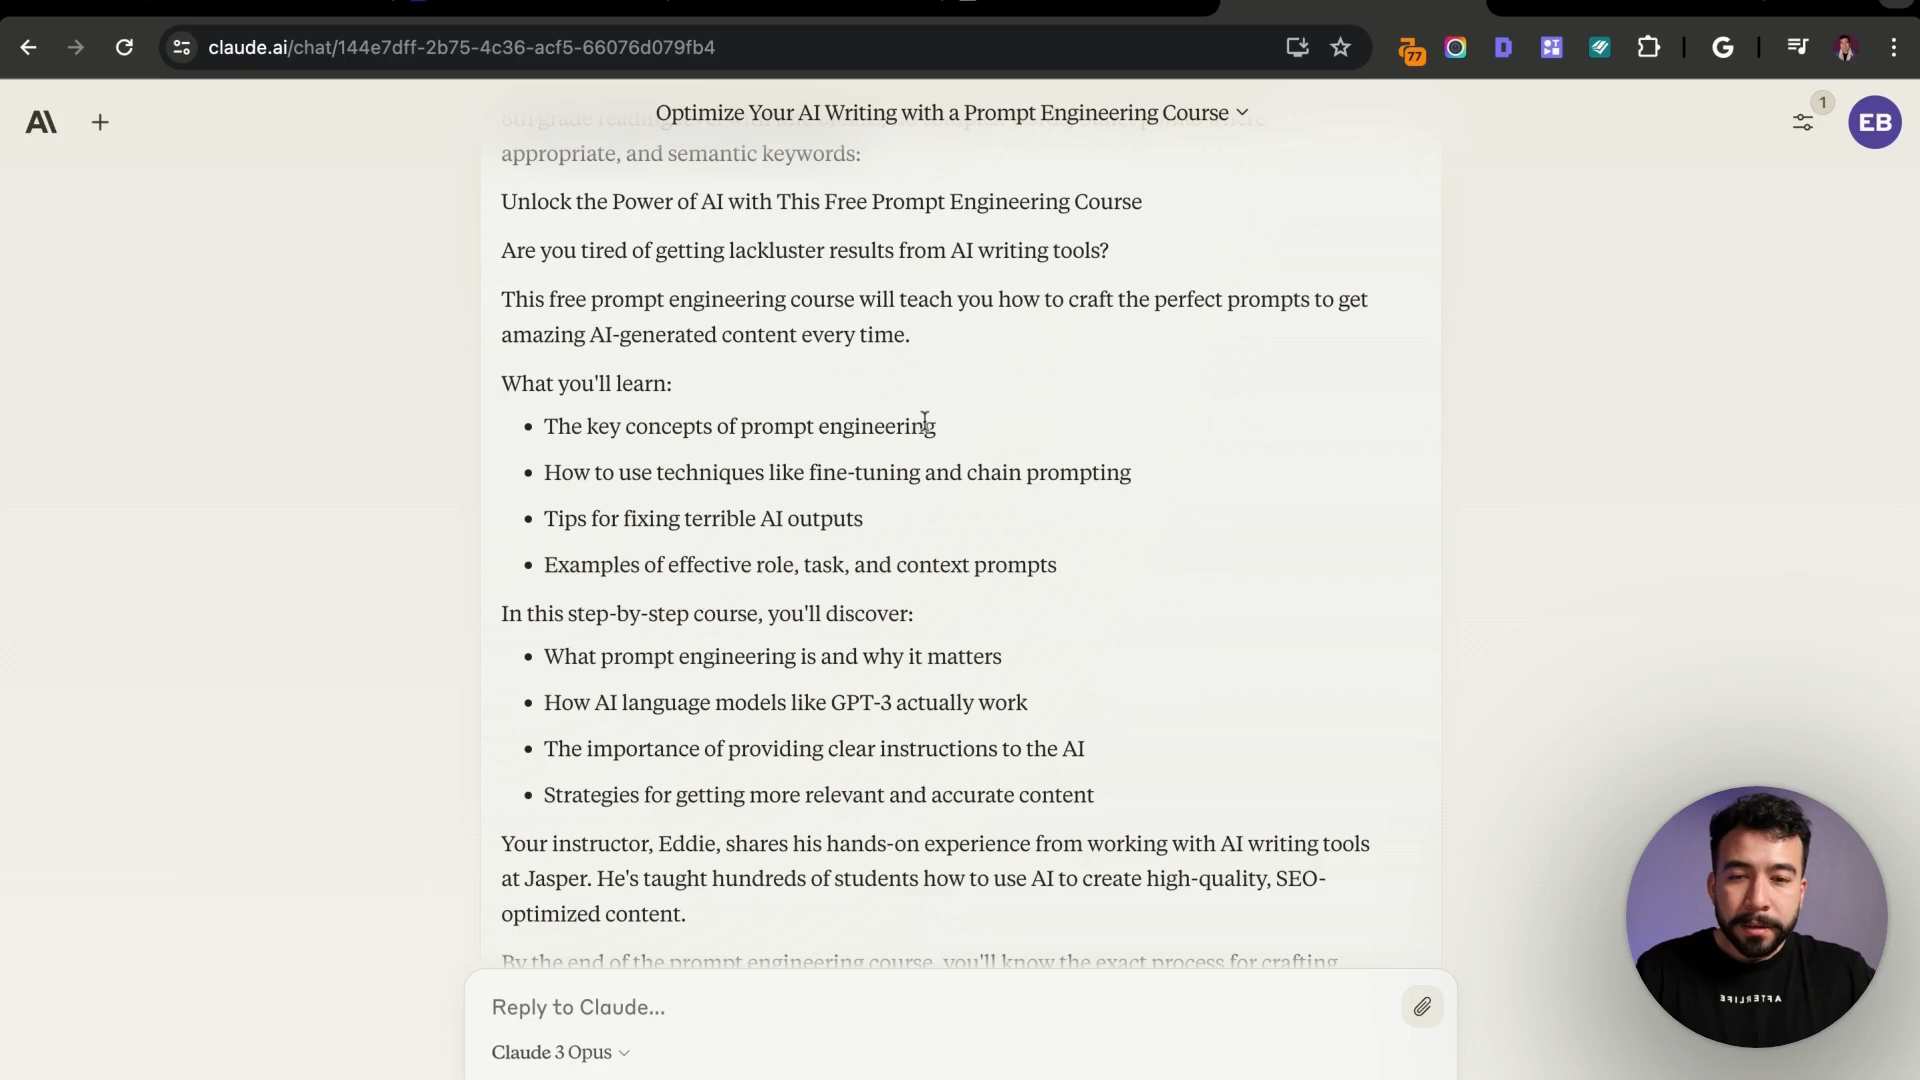 claude.ai/chat/144e7dff-2b75-4c36-acf5-66076d079fb4
77
Optimize Your AI Writing with a Prompt Engineering Course
1
EB
appropriate, and semantic keywords:
Unlock the Power of AI with This Free Prompt Engineering Course
Are you tired of getting lackluster results from AI writing tools?
This free prompt engineering course will teach you how to craft the perfect prompts to get
amazing AI-generated content every time.
What you'll learn:
• The key concepts of prompt engineering
• How to use techniques like fine-tuning and chain prompting
• Tips for fixing terrible AI outputs
• Examples of effective role, task, and context prompts
In this step-by-step course, you'll discover:
• What prompt engineering is and why it matters
• How AI language models like GPT-3 actually work
• The importance of providing clear instructions to the AI
• Strategies for getting more relevant and accurate content
Your instructor, Eddie, shares his hands-on experience from working with AI writing tools
at Jasper. He's taught hundreds of students how to use AI to create high-quality, SEO-
optimized content.
By the end of the prompt engineering course, you'll know the exact process for crafting
Reply to Claude...
Claude 3 Opus
AFTERLIFE